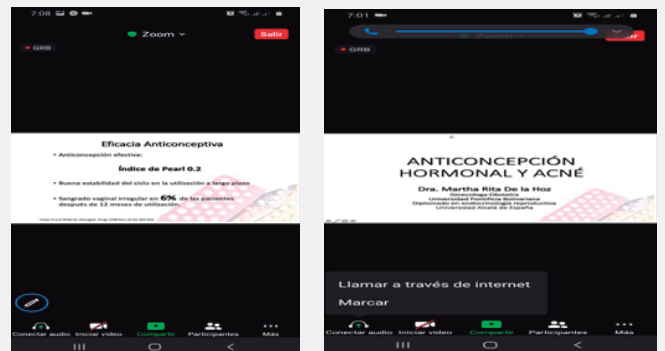 7:08
Zoom
Salir
GRB
Eficacia Anticonceptiva
• Anticoncepción efectiva:
Índice de Pearl 0.2
• Buena estabilidad del ciclo en la utilización a largo plazo
• Sangrado vaginal irregular en 6% de las pacientes
después de 12 meses de utilización.
Conectar audio
Iniciar video
Compartir
Participantes
Más
7:01
Zoom
GRB
ANTICONCEPCIÓN
HORMONAL Y ACNÉ
Dra. Martha Rita De la Hoz
Ginecologa-Obstetra
Universidad Pontificia Bolivariana
Diplomado en endocrinología reproductiva
Universidad Alcalá de España
Llamar a través de internet
Marcar
Conectar audio
Iniciar video
Compartir
Participantes
Más